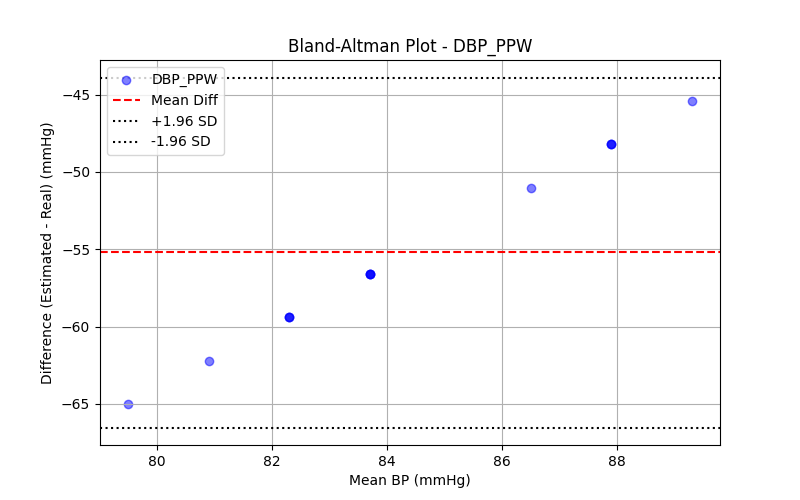 Bland-Altman Plot - DBP_PPW
DBP_PPW
Mean Diff
+1.96 SD
-1.96 SD
Difference (Estimated - Real) (mmHg)
−45
−50
−55
−60
−65
80 82 84 86 88
Mean BP (mmHg)